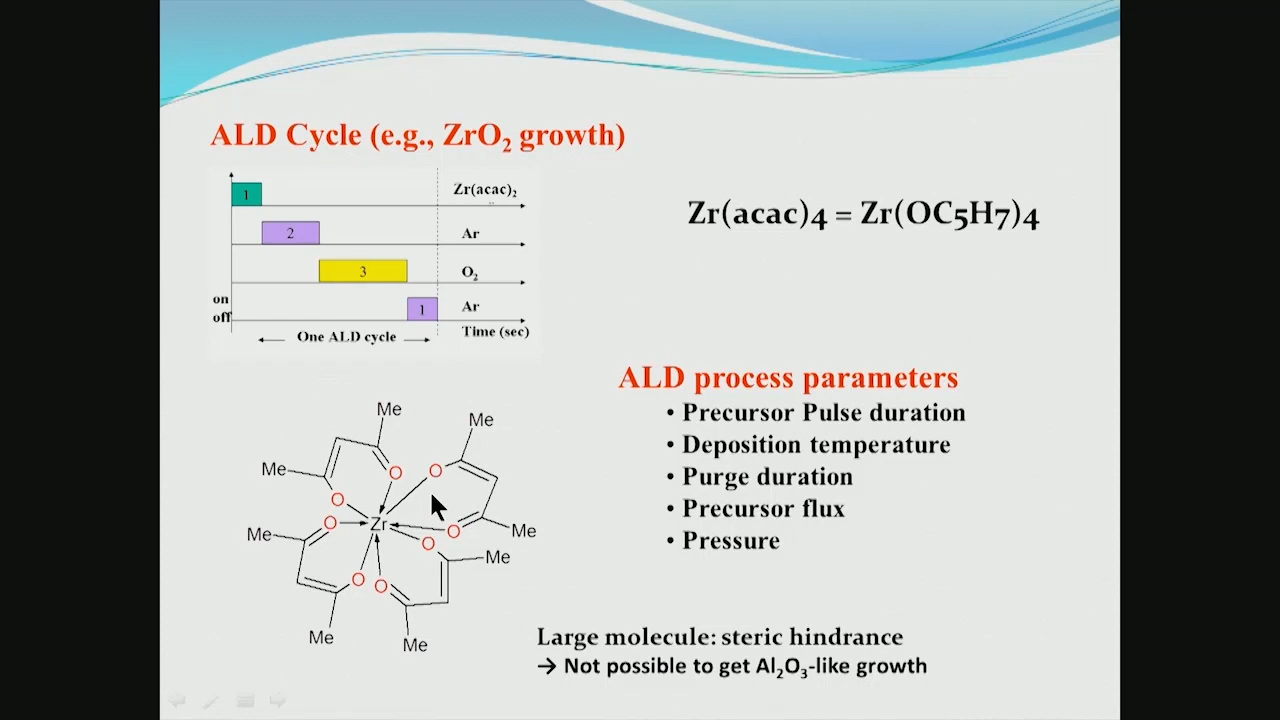 ALD Cycle (e.g., ZrO₂ growth)
1
Zr(acac)₂
2
Ar
3
O₂
on
off
1
Ar
One ALD cycle
Time (sec)
Zr(acac)4 = Zr(OC5H7)4
ALD process parameters
• Precursor Pulse duration
• Deposition temperature
• Purge duration
• Precursor flux
• Pressure
Me
Me
Me
O
O
O
O
Zr
O
Me
Me
O
Me
O
O
Me
Me
Large molecule: steric hindrance
→ Not possible to get Al₂O₃-like growth